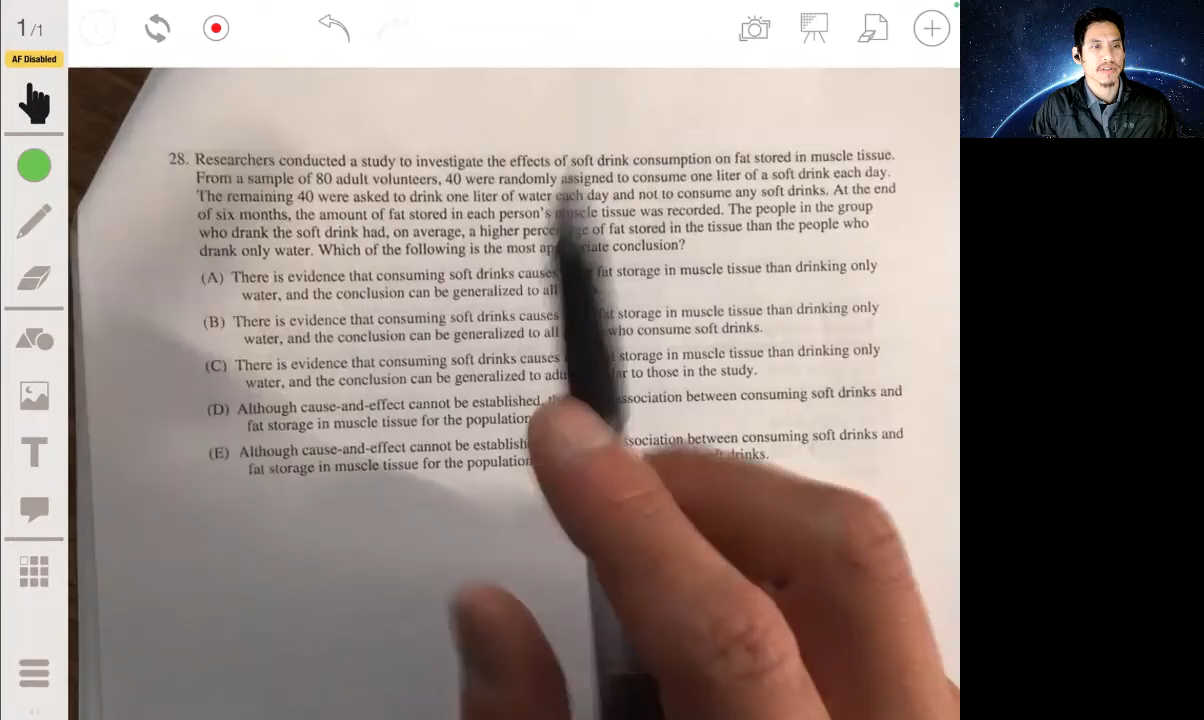 1/1
AF Disabled
28. Researchers conducted a study to investigate the effects of soft drink consumption on fat stored in muscle tissue.
From a sample of 80 adult volunteers, 40 were randomly assigned to consume one liter of a soft drink each day.
The remaining 40 were asked to drink one liter of water each day and not to consume any soft drinks. At the end
of six months, the amount of fat stored in each person's muscle tissue was recorded. The people in the group
who drank the soft drink had, on average, a higher of fat stored in the tissue than the people who
drank only water. Which of the following is the most conclusion?
(A) There is evidence that consuming soft drinks causes fat storage in muscle tissue than drinking only
water, and the conclusion can be generalized to all
(B) There is evidence that consuming soft drinks causes fat storage in muscle tissue than drinking only
water, and the conclusion can be generalized to all who consume soft drinks.
(C) There is evidence that consuming soft drinks causes storage in muscle tissue than drinking only
water, and the conclusion can be generalized to to those in the study.
(D) Although cause-and-effect cannot be established, association between consuming soft drinks and
fat storage in muscle tissue for the population
(E) Although cause-and-effect cannot be association between consuming soft drinks and
fat storage in muscle tissue for the population drinks.
T